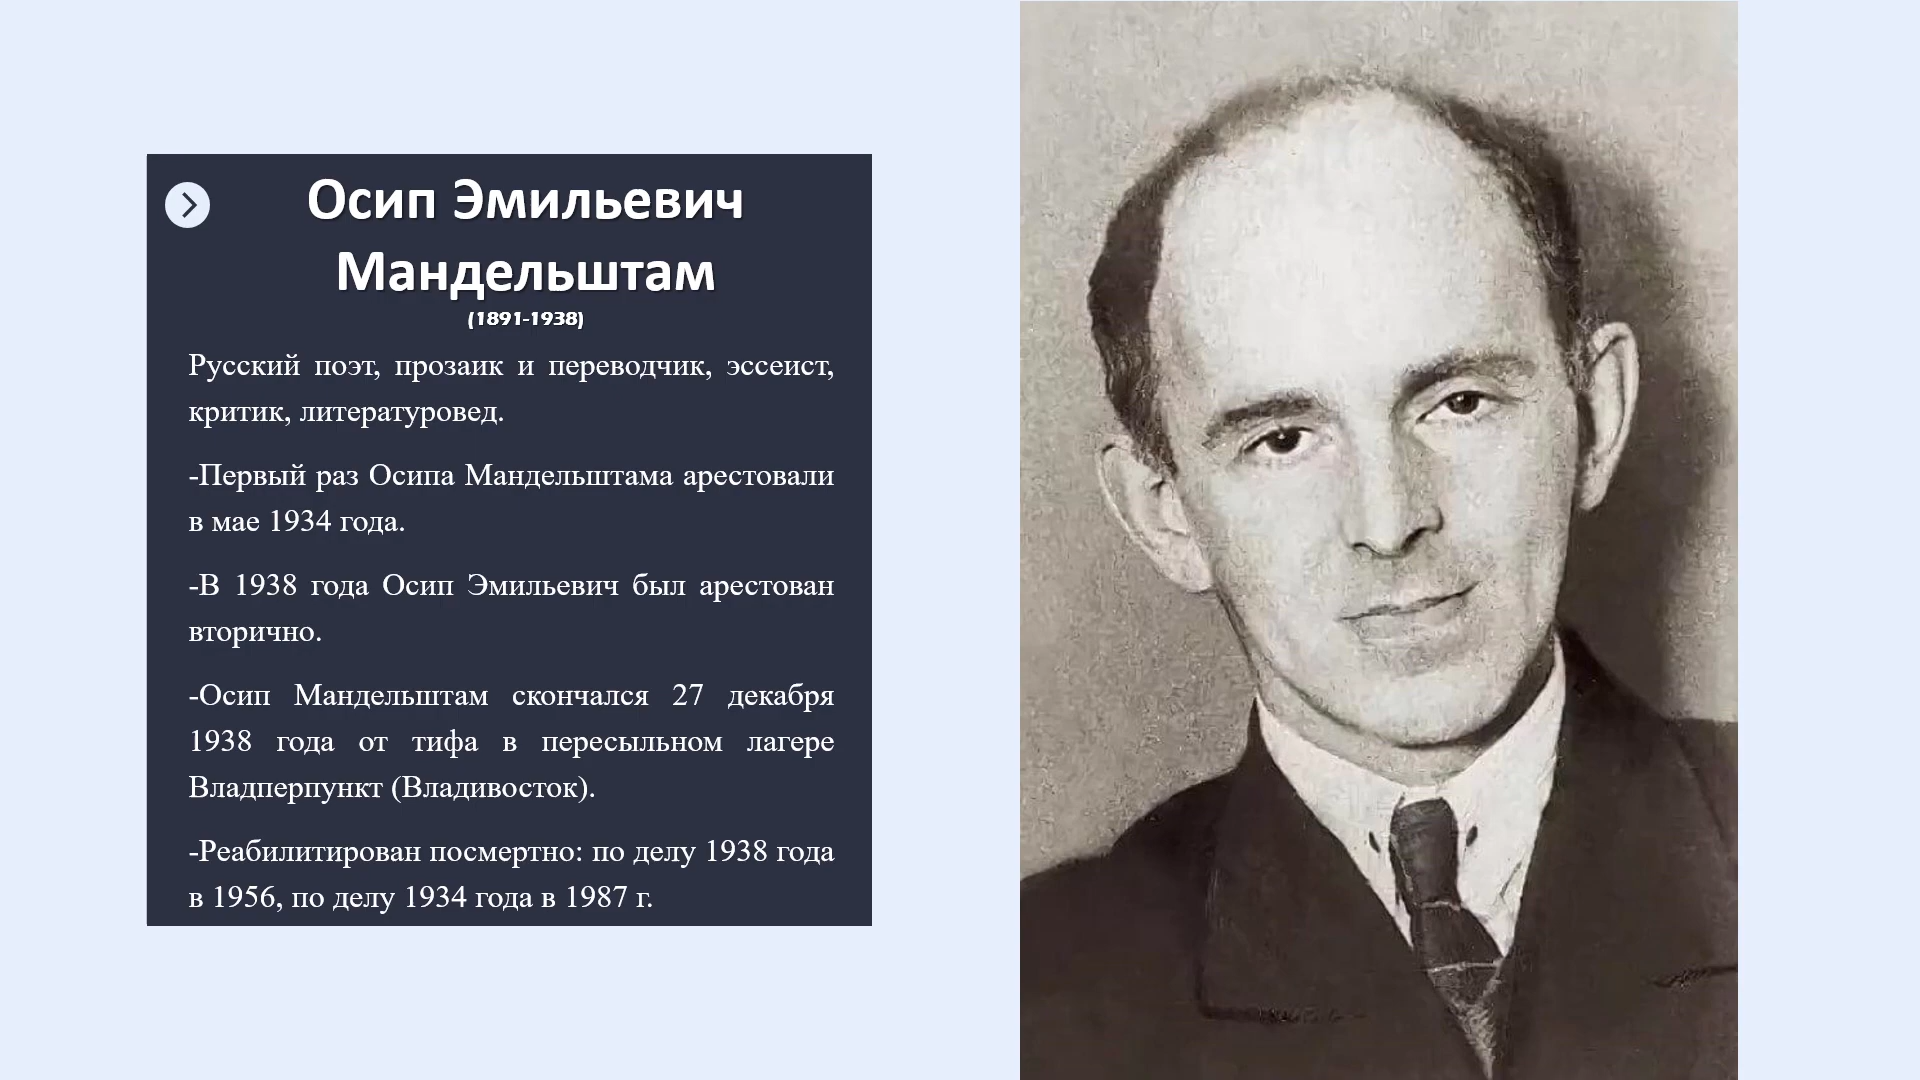 Осип Эмильевич
Мандельштам
(1891-1938)
Русский поэт, прозаик и переводчик, эссеист,
критик, литературовед.
-Первый раз Осипа Мандельштама арестовали
в мае 1934 года.
-В 1938 года Осип Эмильевич был арестован
вторично.
-Осип Мандельштам скончался 27 декабря
1938 года от тифа в пересыльном лагере
Владперпункт (Владивосток).
-Реабилитирован посмертно: по делу 1938 года
в 1956, по делу 1934 года в 1987 г.